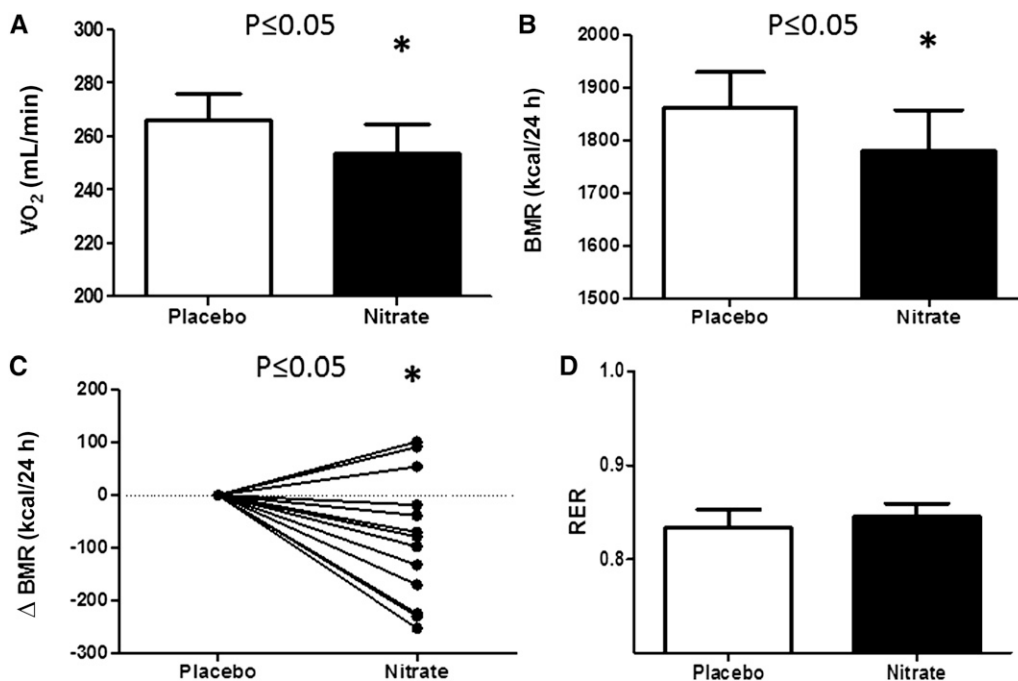 A
P≤0.05
*
VO₂ (mL/min)
300
280
260
240
220
200
Placebo
Nitrate
B
P≤0.05
*
BMR (kcal/24 h)
2000
1900
1800
1700
1600
1500
Placebo
Nitrate
C
P≤0.05
*
Δ BMR (kcal/24 h)
200
100
0
-100
-200
-300
Placebo
Nitrate
D
RER
1.0
0.9
0.8
Placebo
Nitrate